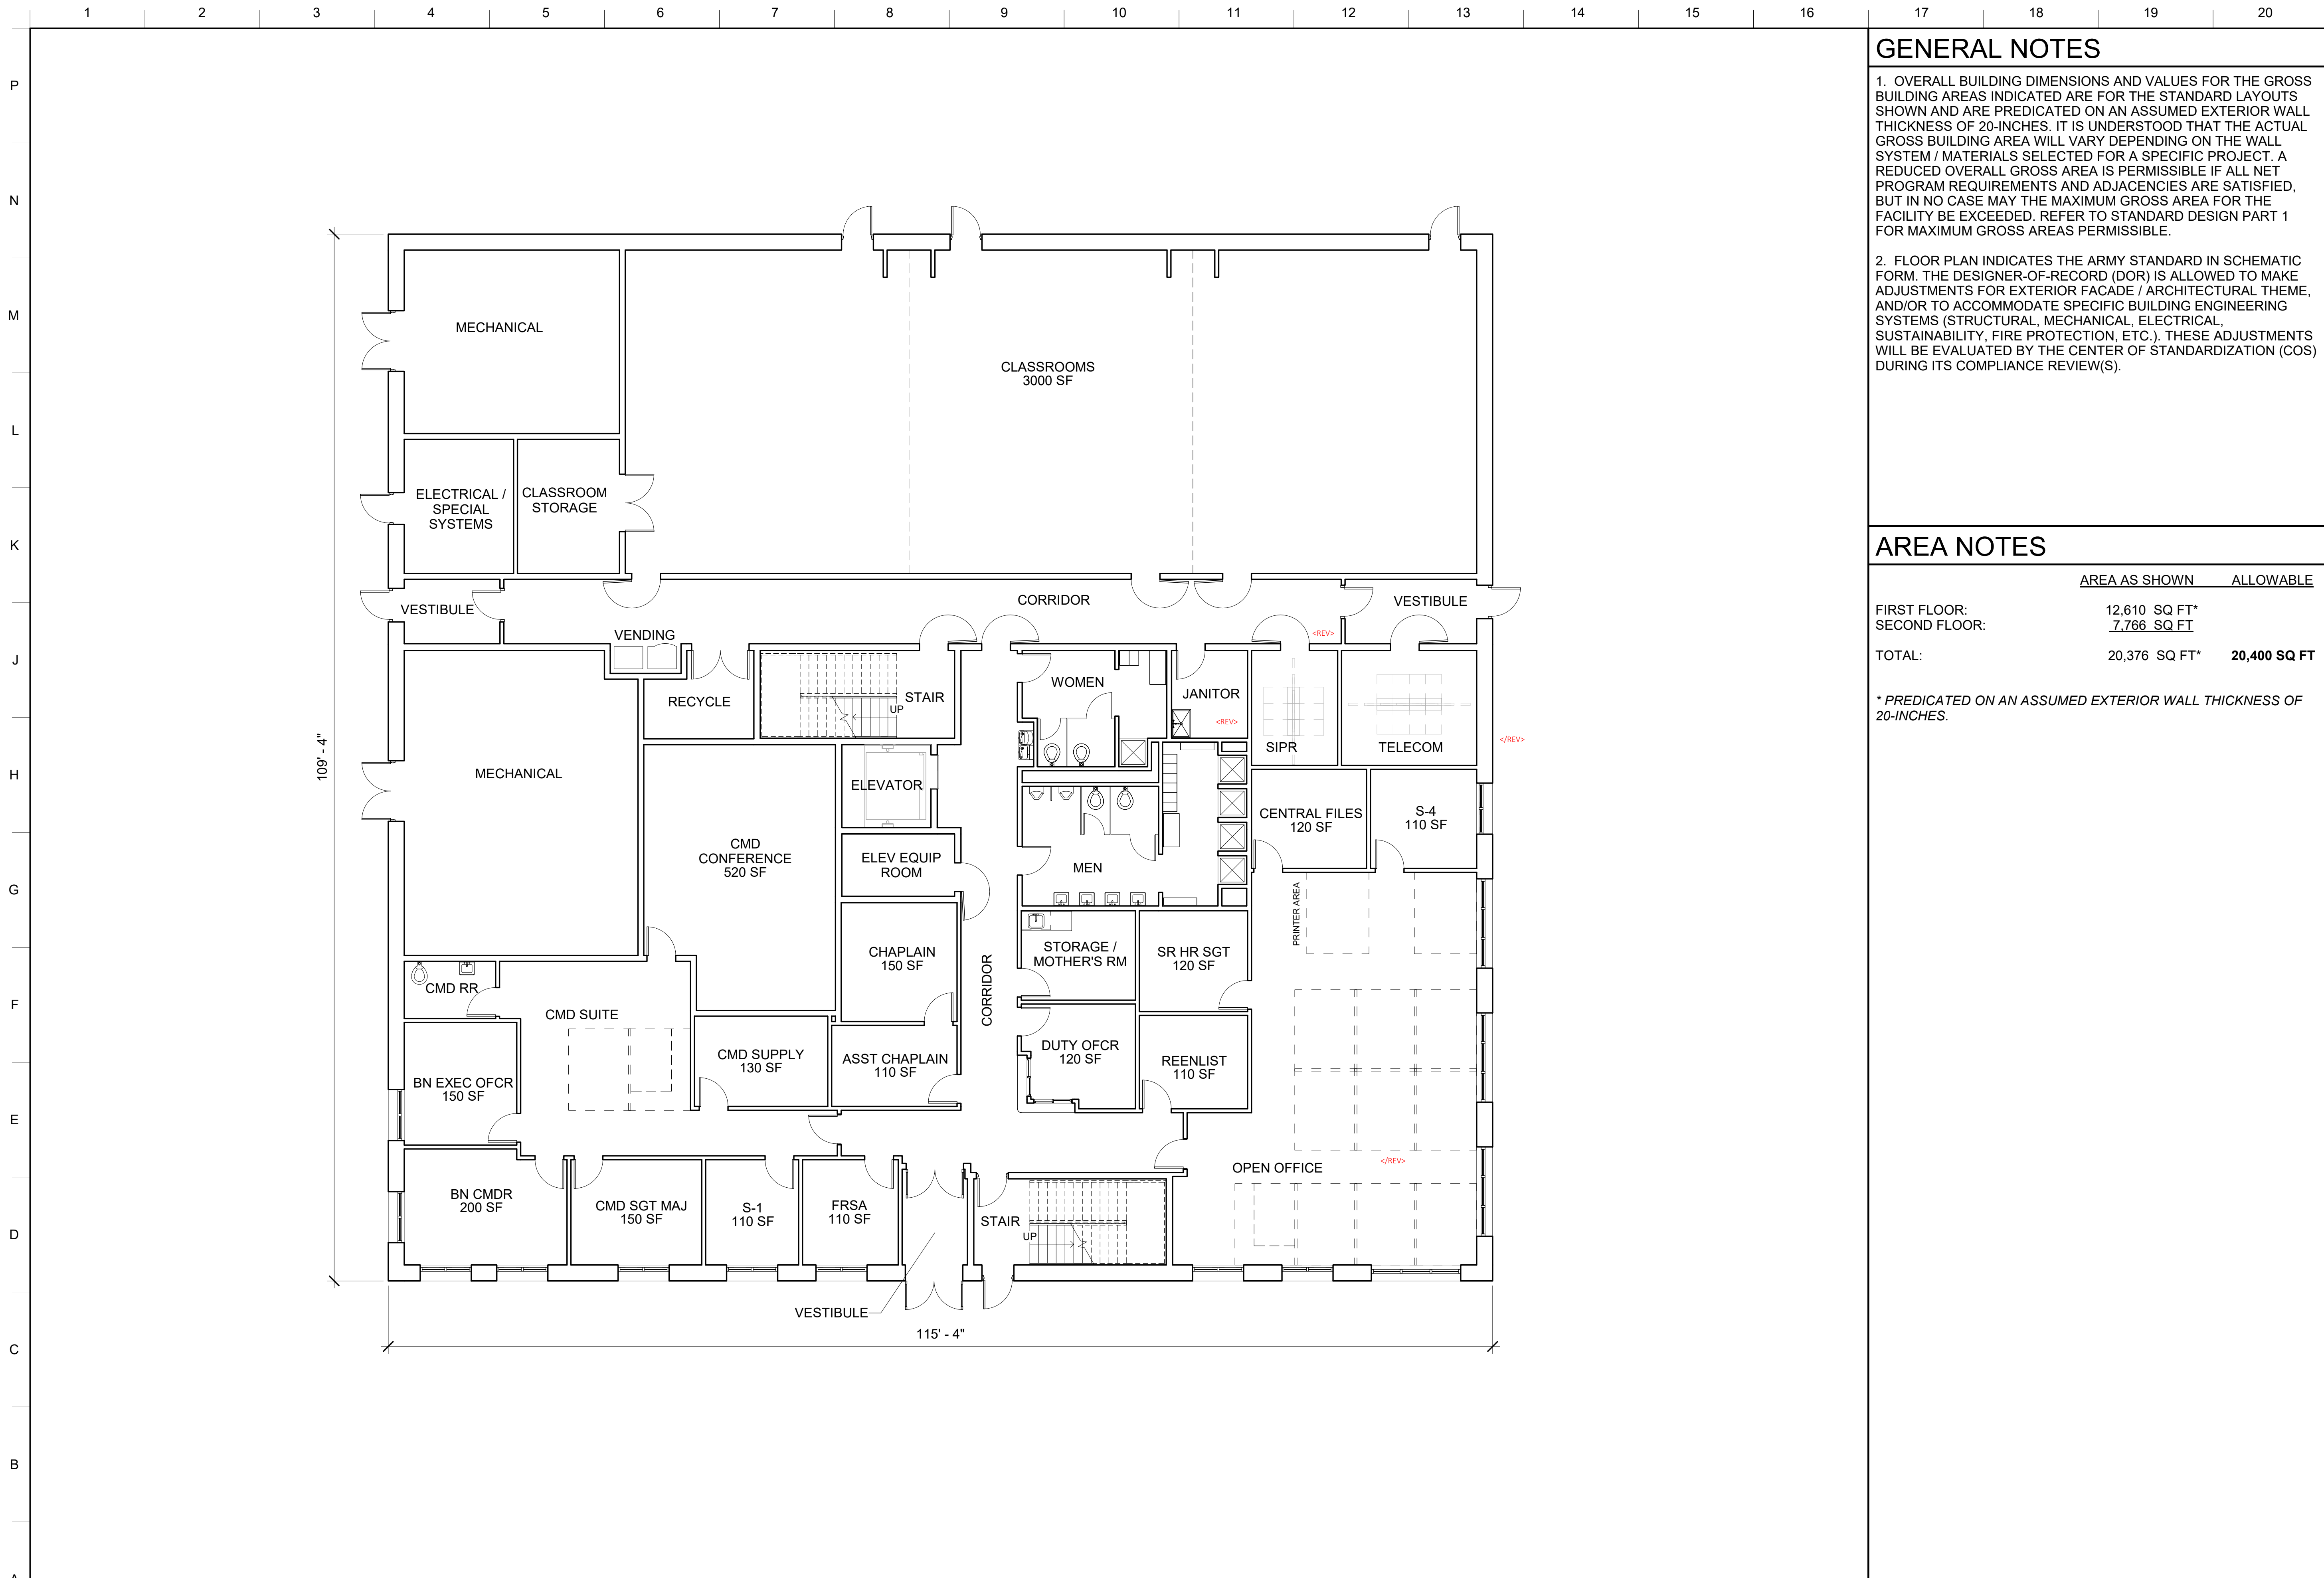 1 2 3 4 5 6 7 8 9 10 11 12 13 14 15 16 17 18 19 20
P
N
M
L
K
J
H
G
F
E
D
C
B
A
MECHANICAL
CLASSROOMS
3000 SF
ELECTRICAL /
SPECIAL
SYSTEMS
CLASSROOM
STORAGE
VESTIBULE
CORRIDOR
VESTIBULE
VENDING
<REV>
RECYCLE
STAIR
UP
WOMEN
JANITOR
<REV>
SIPR
TELECOM
</REV>
109' - 4"
MECHANICAL
ELEVATOR
CMD
CONFERENCE
520 SF
ELEV EQUIP
ROOM
MEN
CENTRAL FILES
120 SF
S-4
110 SF
PRINTER AREA
CHAPLAIN
150 SF
CORRIDOR
STORAGE /
MOTHER'S RM
SR HR SGT
120 SF
CMD RR
CMD SUITE
CMD SUPPLY
130 SF
ASST CHAPLAIN
110 SF
DUTY OFCR
120 SF
REENLIST
110 SF
BN EXEC OFCR
150 SF
OPEN OFFICE
</REV>
BN CMDR
200 SF
CMD SGT MAJ
150 SF
S-1
110 SF
FRSA
110 SF
STAIR
UP
VESTIBULE
115' - 4"
GENERAL NOTES
1. OVERALL BUILDING DIMENSIONS AND VALUES FOR THE GROSS
BUILDING AREAS INDICATED ARE FOR THE STANDARD LAYOUTS
SHOWN AND ARE PREDICATED ON AN ASSUMED EXTERIOR WALL
THICKNESS OF 20-INCHES. IT IS UNDERSTOOD THAT THE ACTUAL
GROSS BUILDING AREA WILL VARY DEPENDING ON THE WALL
SYSTEM / MATERIALS SELECTED FOR A SPECIFIC PROJECT. A
REDUCED OVERALL GROSS AREA IS PERMISSIBLE IF ALL NET
PROGRAM REQUIREMENTS AND ADJACENCIES ARE SATISFIED,
BUT IN NO CASE MAY THE MAXIMUM GROSS AREA FOR THE
FACILITY BE EXCEEDED. REFER TO STANDARD DESIGN PART 1
FOR MAXIMUM GROSS AREAS PERMISSIBLE.
2. FLOOR PLAN INDICATES THE ARMY STANDARD IN SCHEMATIC
FORM. THE DESIGNER-OF-RECORD (DOR) IS ALLOWED TO MAKE
ADJUSTMENTS FOR EXTERIOR FACADE / ARCHITECTURAL THEME,
AND/OR TO ACCOMMODATE SPECIFIC BUILDING ENGINEERING
SYSTEMS (STRUCTURAL, MECHANICAL, ELECTRICAL,
SUSTAINABILITY, FIRE PROTECTION, ETC.). THESE ADJUSTMENTS
WILL BE EVALUATED BY THE CENTER OF STANDARDIZATION (COS)
DURING ITS COMPLIANCE REVIEW(S).
AREA NOTES
AREA AS SHOWN ALLOWABLE
FIRST FLOOR: 12,610 SQ FT*
SECOND FLOOR: 7,766 SQ FT
TOTAL: 20,376 SQ FT* 20,400 SQ FT
* PREDICATED ON AN ASSUMED EXTERIOR WALL THICKNESS OF
20-INCHES.